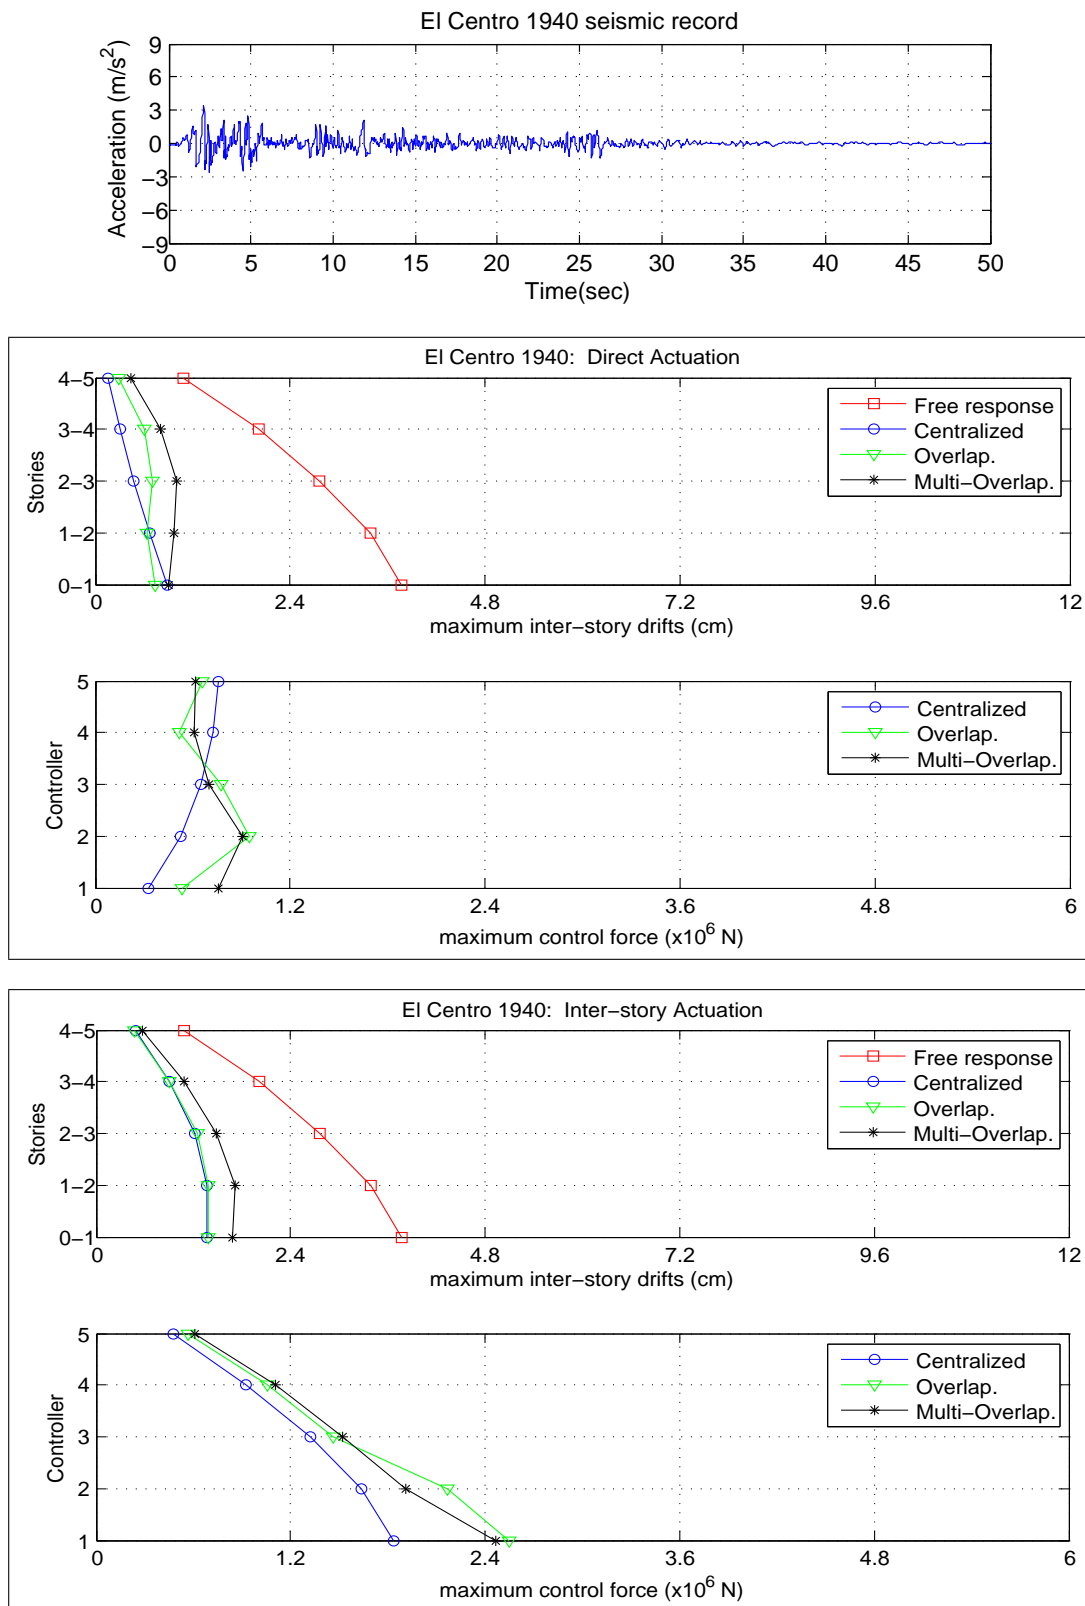 El Centro 1940 seismic record
Acceleration (m/s²)
9
6
3
0
−3
−6
−9
0 5 10 15 20 25 30 35 40 45 50
Time(sec)
El Centro 1940: Direct Actuation
Stories
4−5
3−4
2−3
1−2
0−1
Free response
Centralized
Overlap.
Multi−Overlap.
0 2.4 4.8 7.2 9.6 12
maximum inter−story drifts (cm)
Controller
5
4
3
2
1
Centralized
Overlap.
Multi−Overlap.
0 1.2 2.4 3.6 4.8 6
maximum control force (x10⁶ N)
El Centro 1940: Inter−story Actuation
Stories
4−5
3−4
2−3
1−2
0−1
Free response
Centralized
Overlap.
Multi−Overlap.
0 2.4 4.8 7.2 9.6 12
maximum inter−story drifts (cm)
Controller
5
4
3
2
1
Centralized
Overlap.
Multi−Overlap.
0 1.2 2.4 3.6 4.8 6
maximum control force (x10⁶ N)